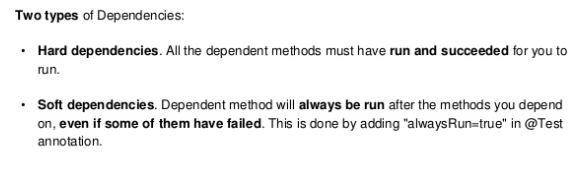 Two types of Dependencies:
• Hard dependencies. All the dependent methods must have run and succeeded for you to
run.
• Soft dependencies. Dependent method will always be run after the methods you depend
on, even if some of them have failed. This is done by adding "alwaysRun=true" in @Test
annotation.